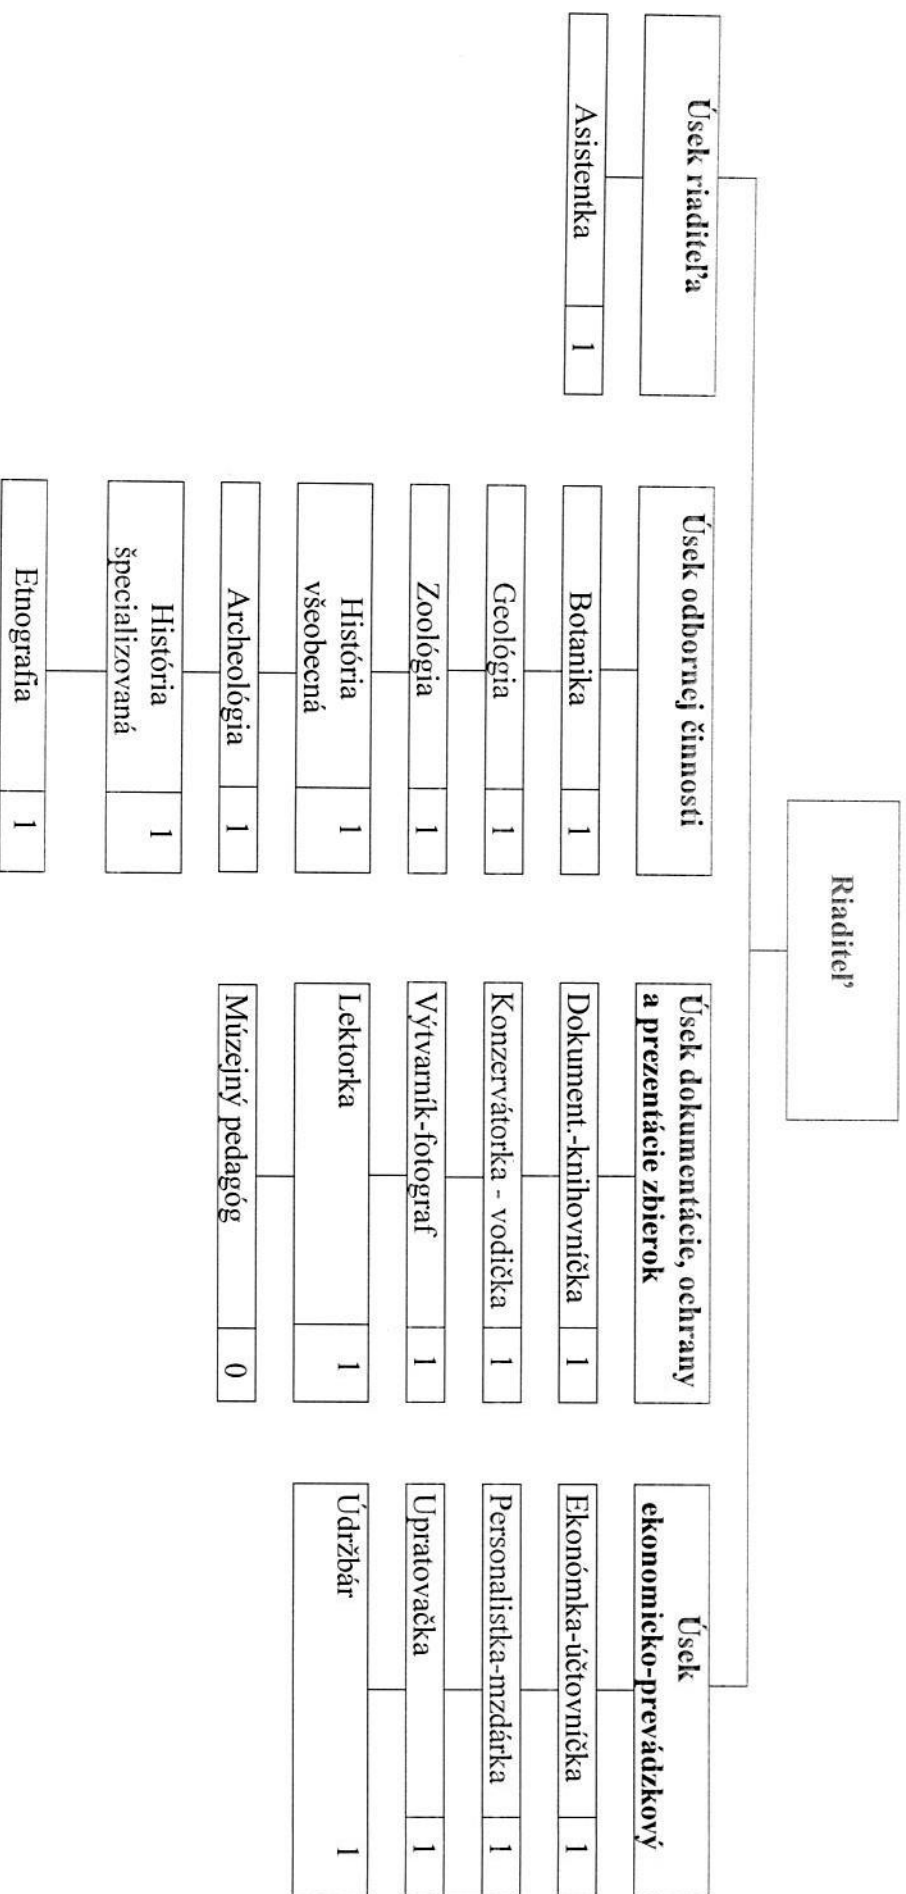 Riaditeľ
Úsek riaditeľa
Asistentka 1
Úsek odbornej činnosti
Botanika 1
Geológia 1
Zoológia 1
História
všeobecná 1
Archeológia 1
História
špecializovaná 1
Etnografia 1
Úsek dokumentácie, ochrany
a prezentácie zbierok
Dokument.-knihovníčka 1
Konzervátorka - vodička 1
Výtvarník-fotograf 1
Lektorka 1
Múzejný pedagóg 0
Úsek
ekonomicko-prevádzkový
Ekonómka-účtovníčka 1
Personalistka-mzdárka 1
Upratovačka 1
Údržbár 1